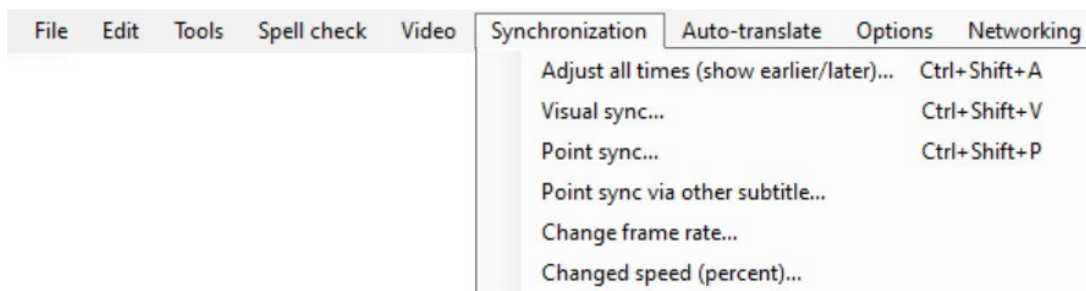 File Edit Tools Spell check Video Synchronization Auto-translate Options Networking
Adjust all times (show earlier/later)... Ctrl+Shift+A
Visual sync... Ctrl+Shift+V
Point sync... Ctrl+Shift+P
Point sync via other subtitle...
Change frame rate...
Changed speed (percent)...